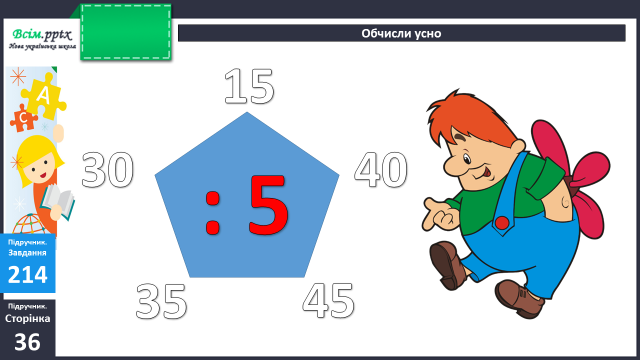 Всім.pptx
Нова українська школа
Обчисли усно
15
30
40
: 5
35
45
А
С
Підручник.
Завдання
214
Підручник.
Сторінка
36